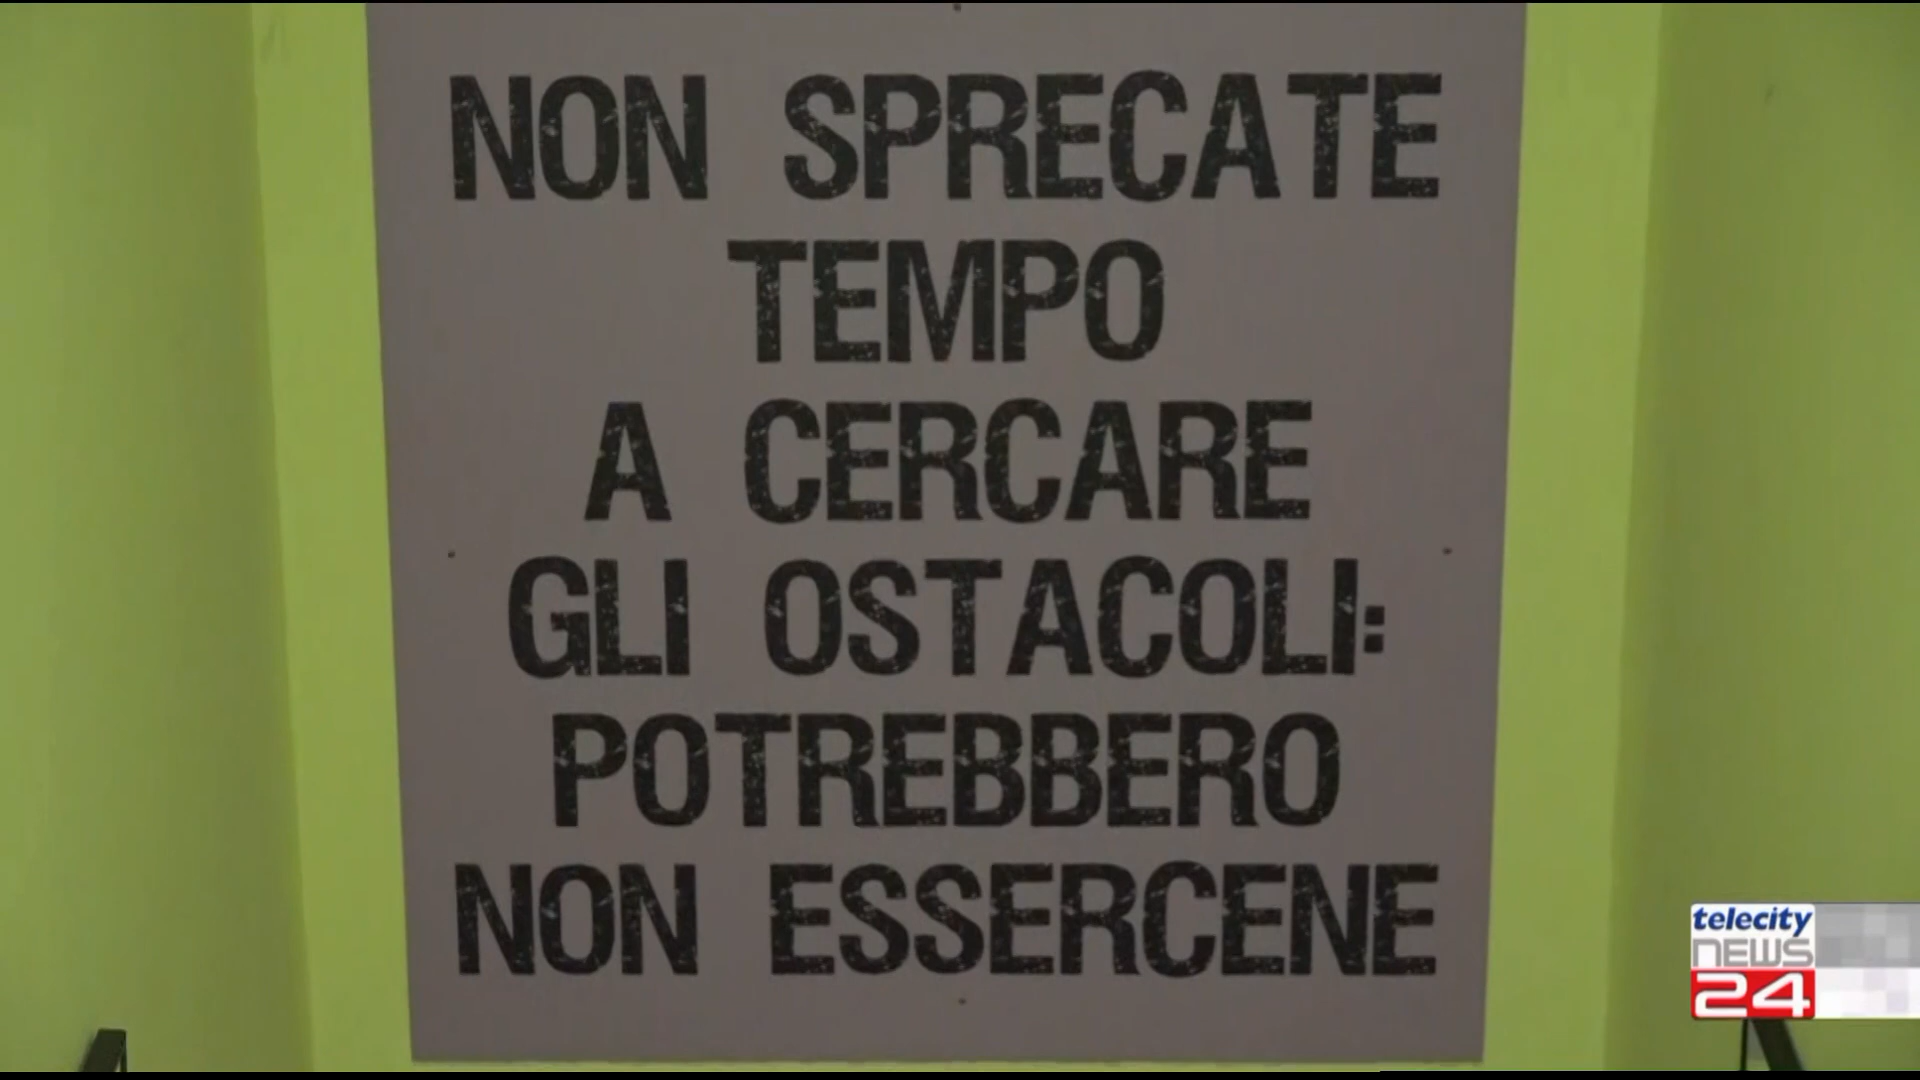 NON SPRECATE
TEMPO
A CERCARE
GLI OSTACOLI:
POTREBBERO
NON ESSERCENE
telecity
NEWS
24